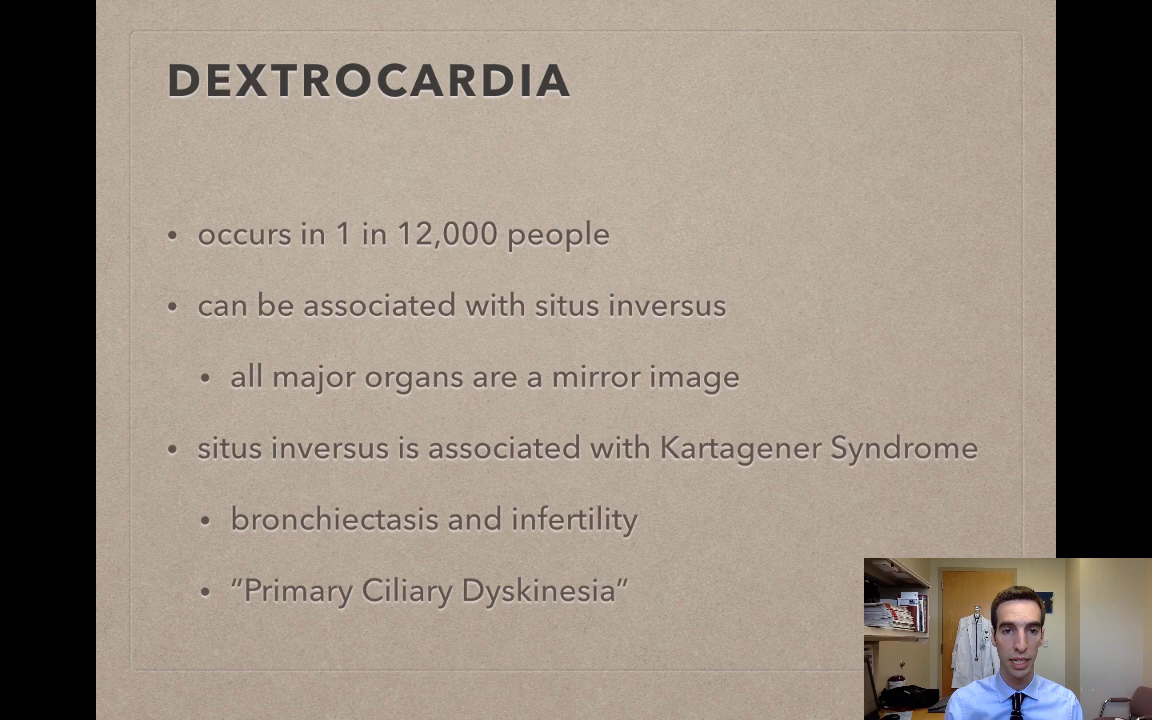 DEXTROCARDIA
• occurs in 1 in 12,000 people
• can be associated with situs inversus
• all major organs are a mirror image
• situs inversus is associated with Kartagener Syndrome
• bronchiectasis and infertility
• "Primary Ciliary Dyskinesia"